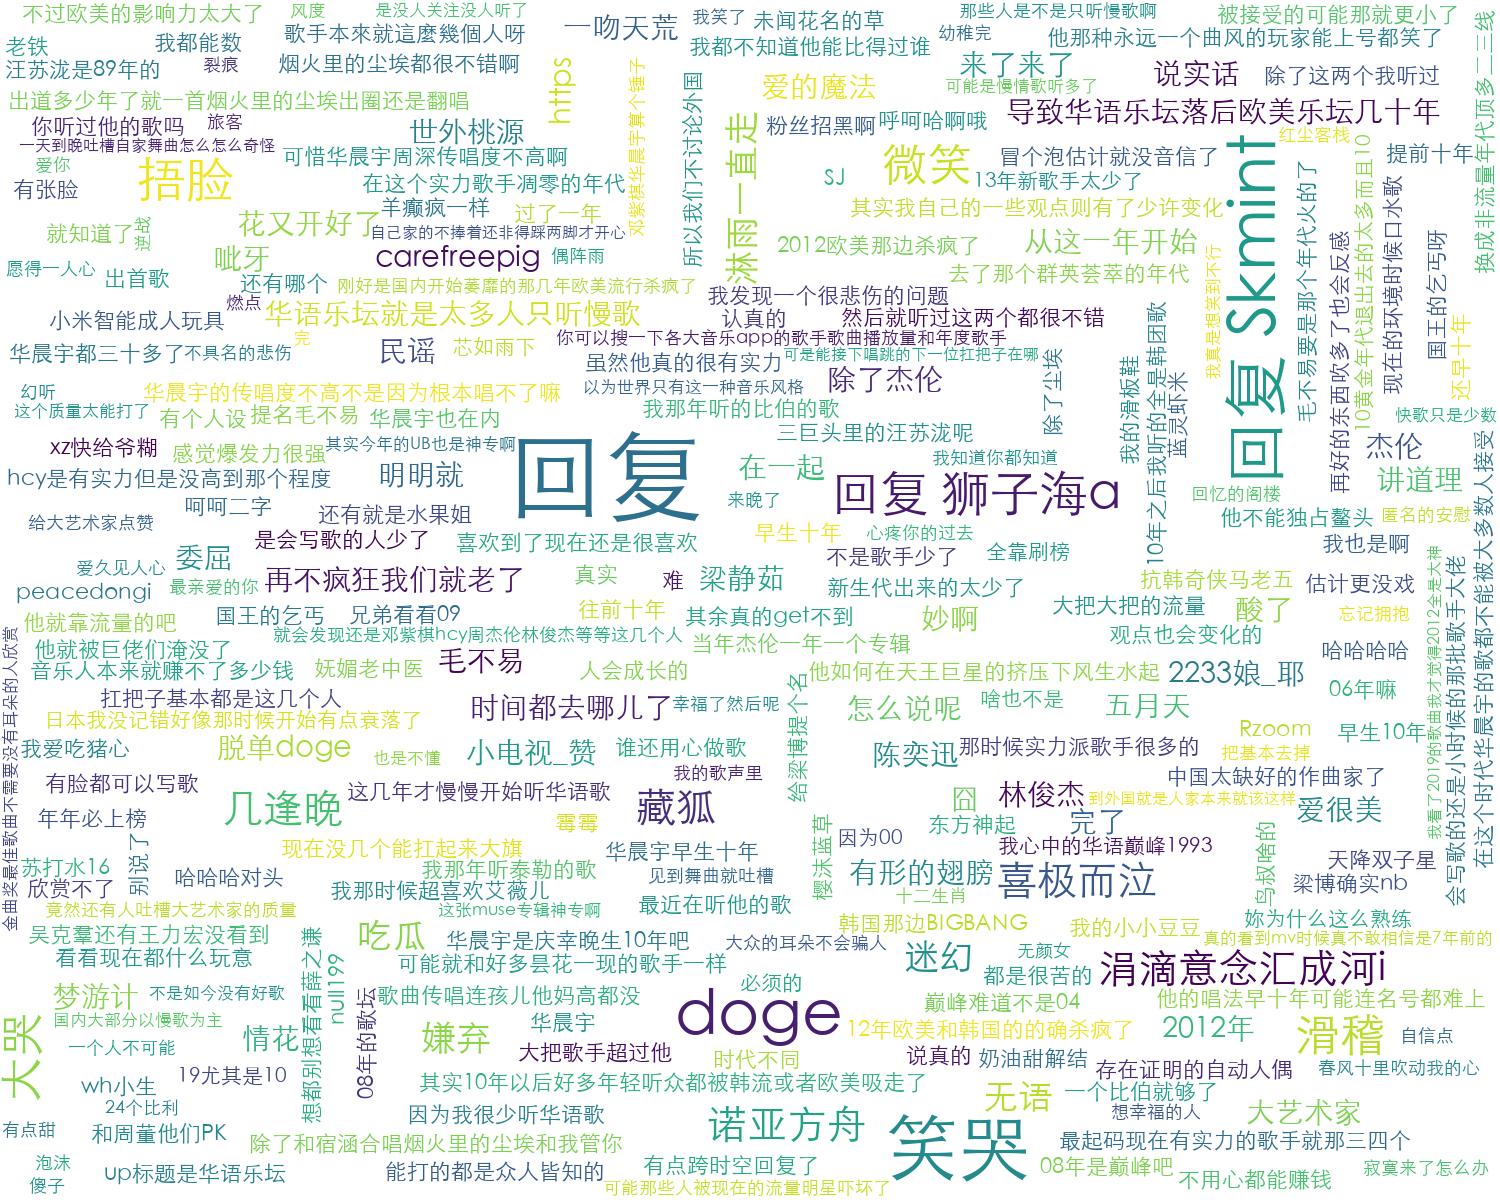 不过欧美的影响力太大了
风度
是没人关注没人听了
一吻天荒
我笑了
未闻花名的草
那些人是不是只听慢歌啊
被接受的可能那就更小了
老铁
我都能数
歌手本来就這麼幾個人呀
我都不知道他能比得过谁
幼稚完
他那种永远一个曲风的玩家能上号都笑了
汪苏泷是89年的
裂痕
烟火里的尘埃都很不错啊
https
来了来了
说实话
除了这两个我听过
换成非流量年代顶多二三线
邓紫棋华晨宇算个锤子
所以我们不讨论外国
爱的魔法
可能是慢情歌听多了
出道多少年了就一首烟火里的尘埃出圈还是翻唱
导致华语乐坛落后欧美乐坛几十年
你听过他的歌吗
旅客
世外桃源
淋雨一直走
粉丝招黑啊
呼呵哈啊哦
红尘客栈
一天到晚吐槽自家舞曲怎么怎么奇怪
可惜华晨宇周深传唱度不高啊
微笑
冒个泡估计就没音信了
回复 Skmint
提前十年
爱你
捂脸
有张脸
在这个实力歌手凋零的年代
SJ
13年新歌手太少了
羊癫疯一样
过了一年
其实我自己的一些观点则有了少许变化
毛不易要是那个年代火的了
再好的东西吹多了也会反感
10黄金年代退出去的太多而且10
现在的环境时候口水歌
就知道了
逆战
花又开好了
自己家的不捧着还非得踩两脚才开心
2012欧美那边杀疯了
从这一年开始
我真是想笑到不行
国王的乞丐呀
呲牙
carefreepig
偶阵雨
愿得一人心
出首歌
还有哪个
刚好是国内开始萎靡的那几年欧美流行杀疯了
去了那个群英荟萃的年代
燃点
我发现一个很悲伤的问题
小米智能成人玩具
华语乐坛就是太多人只听慢歌
认真的
然后就听过这两个都很不错
还早十年
完
你可以搜一下各大音乐app的歌手歌曲播放量和年度歌手
华晨宇都三十多了
不具名的悲伤
民谣
芯如雨下
虽然他真的很有实力
可是能接下唱跳的下一位扛把子在哪
除了尘埃
我的滑板鞋
10年之后我听的全是韩团歌
蓝灵虾米
幻听
华晨宇的传唱度不高不是因为根本唱不了嘛
以为世界只有这一种音乐风格
除了杰伦
这个质量太能打了
有个人设
提名毛不易
华晨宇也在内
我那年听的比伯的歌
快歌只是少数
xz快给爷糊
感觉爆发力很强
其实今年的UB也是神专啊
三巨头里的汪苏泷呢
杰伦
hcy是有实力但是没高到那个程度
明明就
回复
在一起
我知道你都知道
讲道理
在这个时代华晨宇的歌都不能被大多数人接受
呵呵二字
来晚了
回复 狮子海a
回忆的阁楼
给大艺术家点赞
还有就是水果姐
他不能独占鳌头
匿名的安慰
是会写歌的人少了
喜欢到了现在还是很喜欢
早生十年
心疼你的过去
我也是啊
委屈
不是歌手少了
全靠刷榜
爱久见人心
再不疯狂我们就老了
真实
难
梁静茹
新生代出来的太少了
抗韩奇侠马老五
估计更没戏
peacedongi
最亲爱的你
国王的乞丐
兄弟看看09
往前十年
其余真的get不到
妙啊
大把大把的流量
酸了
忘记拥抱
他就靠流量的吧
就会发现还是邓紫棋hcy周杰伦林俊杰等等这几个人
当年杰伦一年一个专辑
观点也会变化的
他就被巨佬们淹没了
哈哈哈哈
音乐人本来就赚不了多少钱
妩媚老中医
毛不易
人会成长的
他如何在天王巨星的挤压下风生水起
2233娘_耶
06年嘛
扛把子基本都是这几个人
时间都去哪儿了
幸福了然后呢
给梁博提个名
怎么说呢
啥也不是
五月天
日本我没记错好像那时候开始有点衰落了
Rzoom
早生10年
我爱吃猪心
脱单doge
也是不懂
小电视_赞
谁还用心做歌
陈奕迅
那时候实力派歌手很多的
把基本去掉
我的歌声里
中国太缺好的作曲家了
有脸都可以写歌
这几年才慢慢开始听华语歌
囧
林俊杰
到外国就是人家本来就该这样
爱很美
年年必上榜
几逢晚
霉霉
藏狐
东方神起
完了
金曲奖最佳歌曲不需要没有耳朵的人欣赏
我看了2019的歌曲我才觉得2012全是大神
会写歌的还是小时候的那批歌手大佬
现在没几个能扛起来大旗
华晨宇早生十年
樱沫蓝草
因为00
我心中的华语巅峰1993
鸟叔啥的
苏打水16
别说了
欣赏不了
哈哈哈对头
我那年听泰勒的歌
见到舞曲就吐槽
有形的翅膀
喜极而泣
天降双子星
我那时候超喜欢艾薇儿
最近在听他的歌
十二生肖
梁博确实nb
竟然还有人吐槽大艺术家的质量
这张muse专辑神专啊
韩国那边BIGBANG
我的小小豆豆
妳为什么这么熟练
吴克羣还有王力宏没看到
吃瓜
华晨宇是庆幸晚生10年吧
大众的耳朵不会骗人
无颜女
真的看到mv时候真不敢相信是7年前的
看看现在都什么玩意
想都别想看看薛之谦
null199
可能就和好多昙花一现的歌手一样
迷幻
都是很苦的
涓滴意念汇成河i
梦游计
不是如今没有好歌
歌曲传唱连孩儿他妈高都没
必须的
巅峰难道不是04
他的唱法早十年可能连名号都难上
大哭
国内大部分以慢歌为主
情花
08年的歌坛
嫌弃
华晨宇
doge
12年欧美和韩国的的确杀疯了
2012年
滑稽
自信点
一个人不可能
大把歌手超过他
时代不同
说真的
奶油甜解结
存在证明的自动人偶
春风十里吹动我的心
wh小生
19尤其是10
其实10年以后好多年轻听众都被韩流或者欧美吸走了
无语
一个比伯就够了
24个比利
因为我很少听华语歌
想幸福的人
大艺术家
有点甜
和周董他们PK
诺亚方舟
笑哭
除了和宿涵合唱烟火里的尘埃和我管你
最起码现在有实力的歌手就那三四个
泡沫
up标题是华语乐坛
能打的都是众人皆知的
有点跨时空回复了
08年是巅峰吧
不用心都能赚钱
寂寞来了怎么办
傻子
可能那些人被现在的流量明星吓坏了